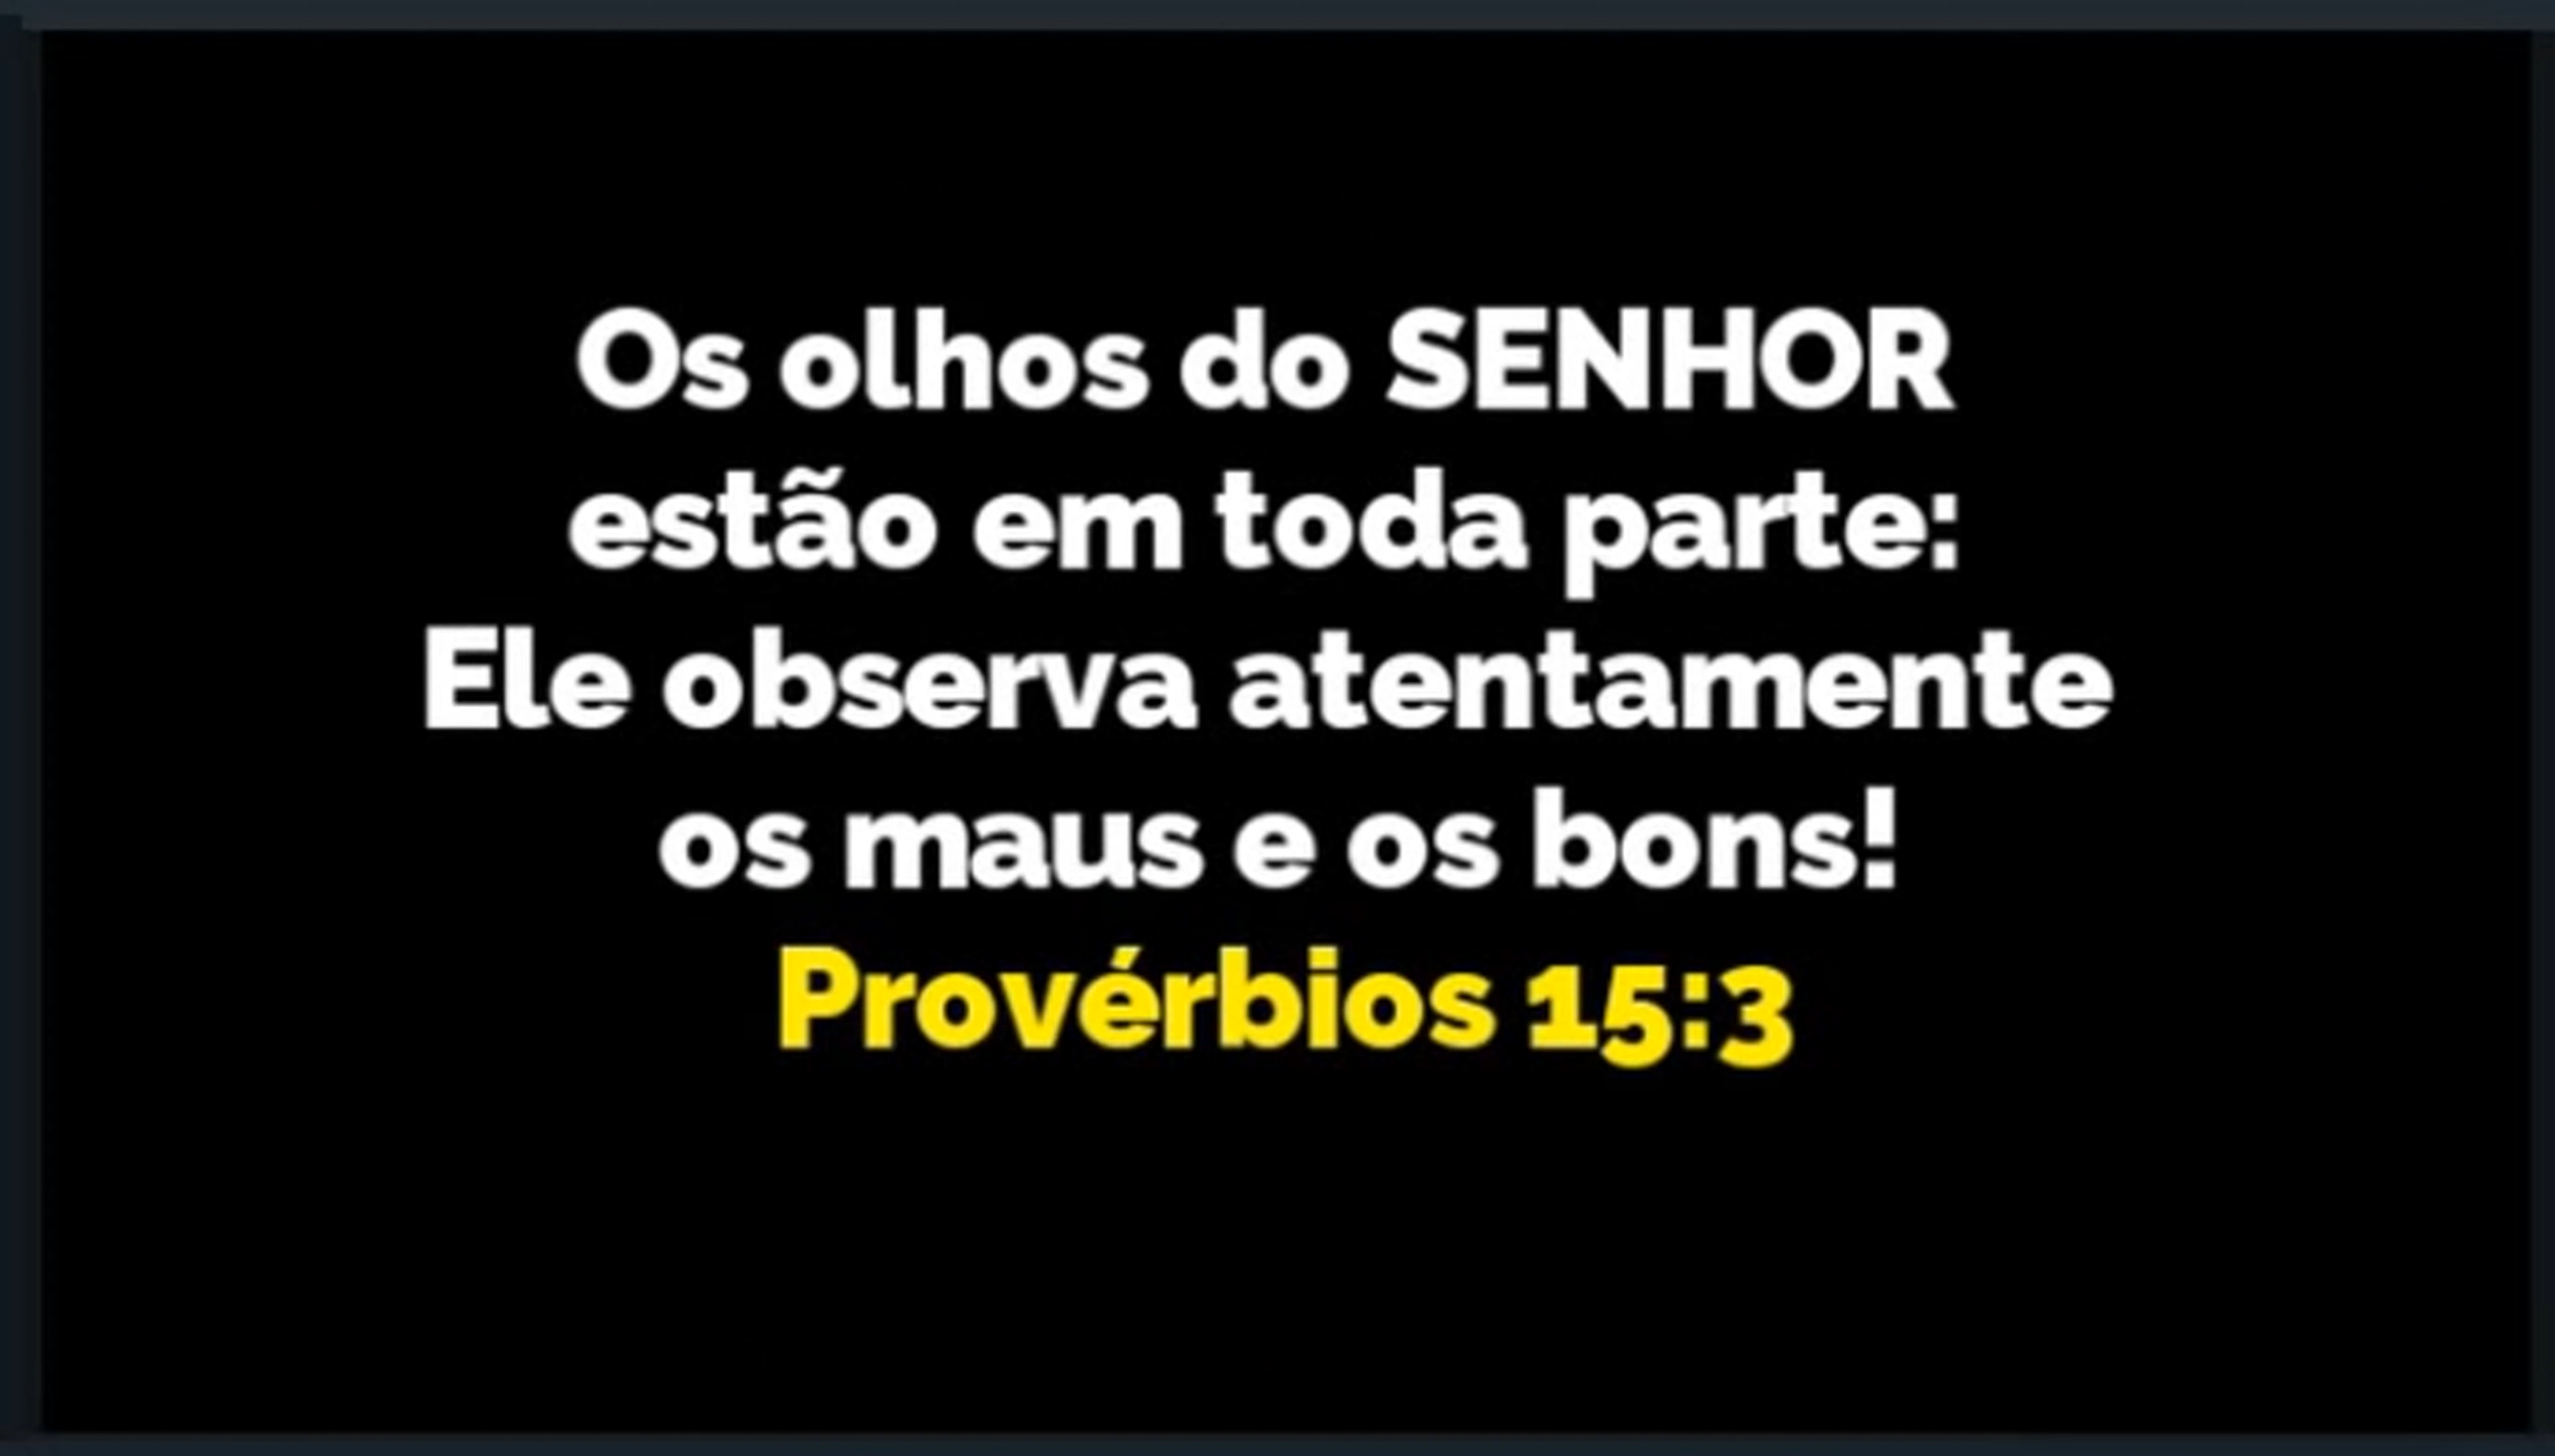 Os olhos do SENHOR
estão em toda parte:
Ele observa atentamente
os maus e os bons!
Provérbios 15:3